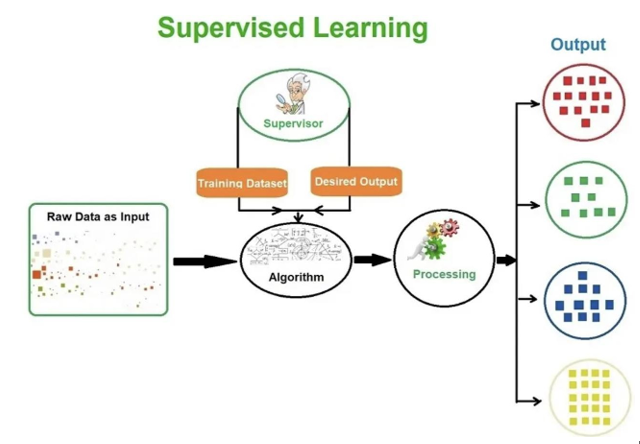 Supervised Learning
Output
Supervisor
Training Dataset
Desired Output
Raw Data as Input
Algorithm
Processing